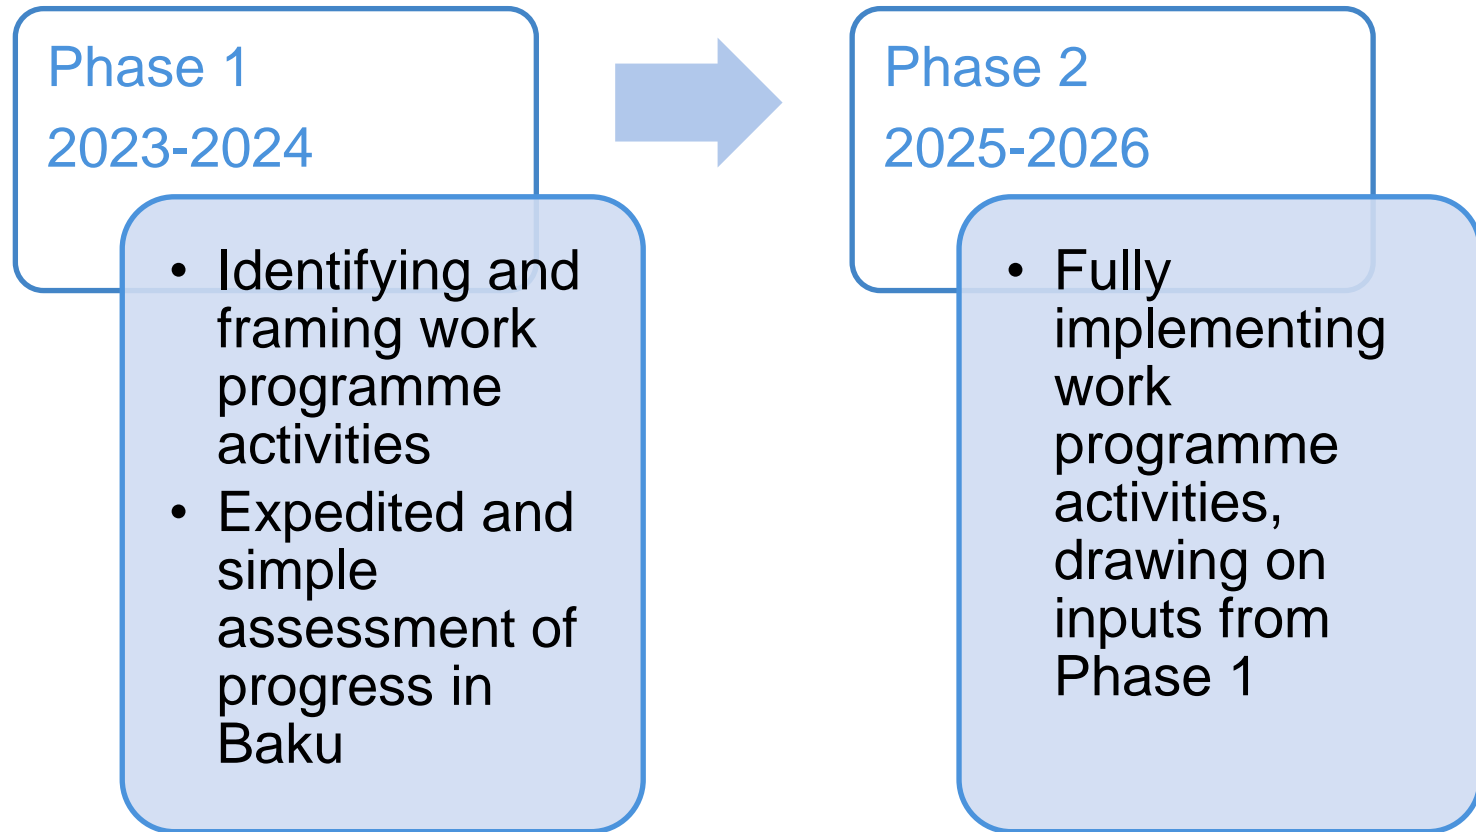 Phase 1
2023-2024
• Identifying and
framing work
programme
activities
• Expedited and
simple
assessment of
progress in
Baku
Phase 2
2025-2026
• Fully
implementing
work
programme
activities,
drawing on
inputs from
Phase 1